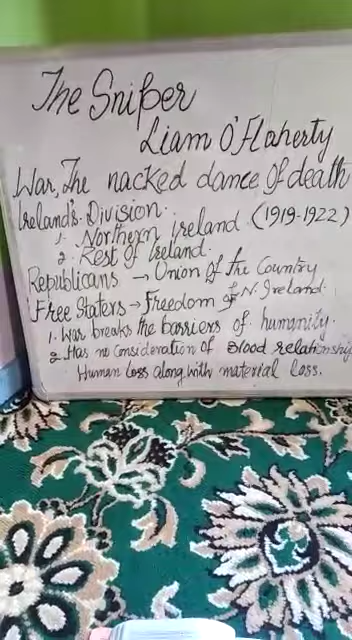 The Sniper
Liam O'Flaherty
War, The nacked dance of death
Ireland's Division.
1. Northern Ireland (1919-1922)
2. Rest of Ireland.
Republicans → Union of the Country
Free Staters → Freedom of N. Ireland.
1. War breaks the barriers of humanity.
2. Has no consideration of Blood relationship
Human loss along with material loss.